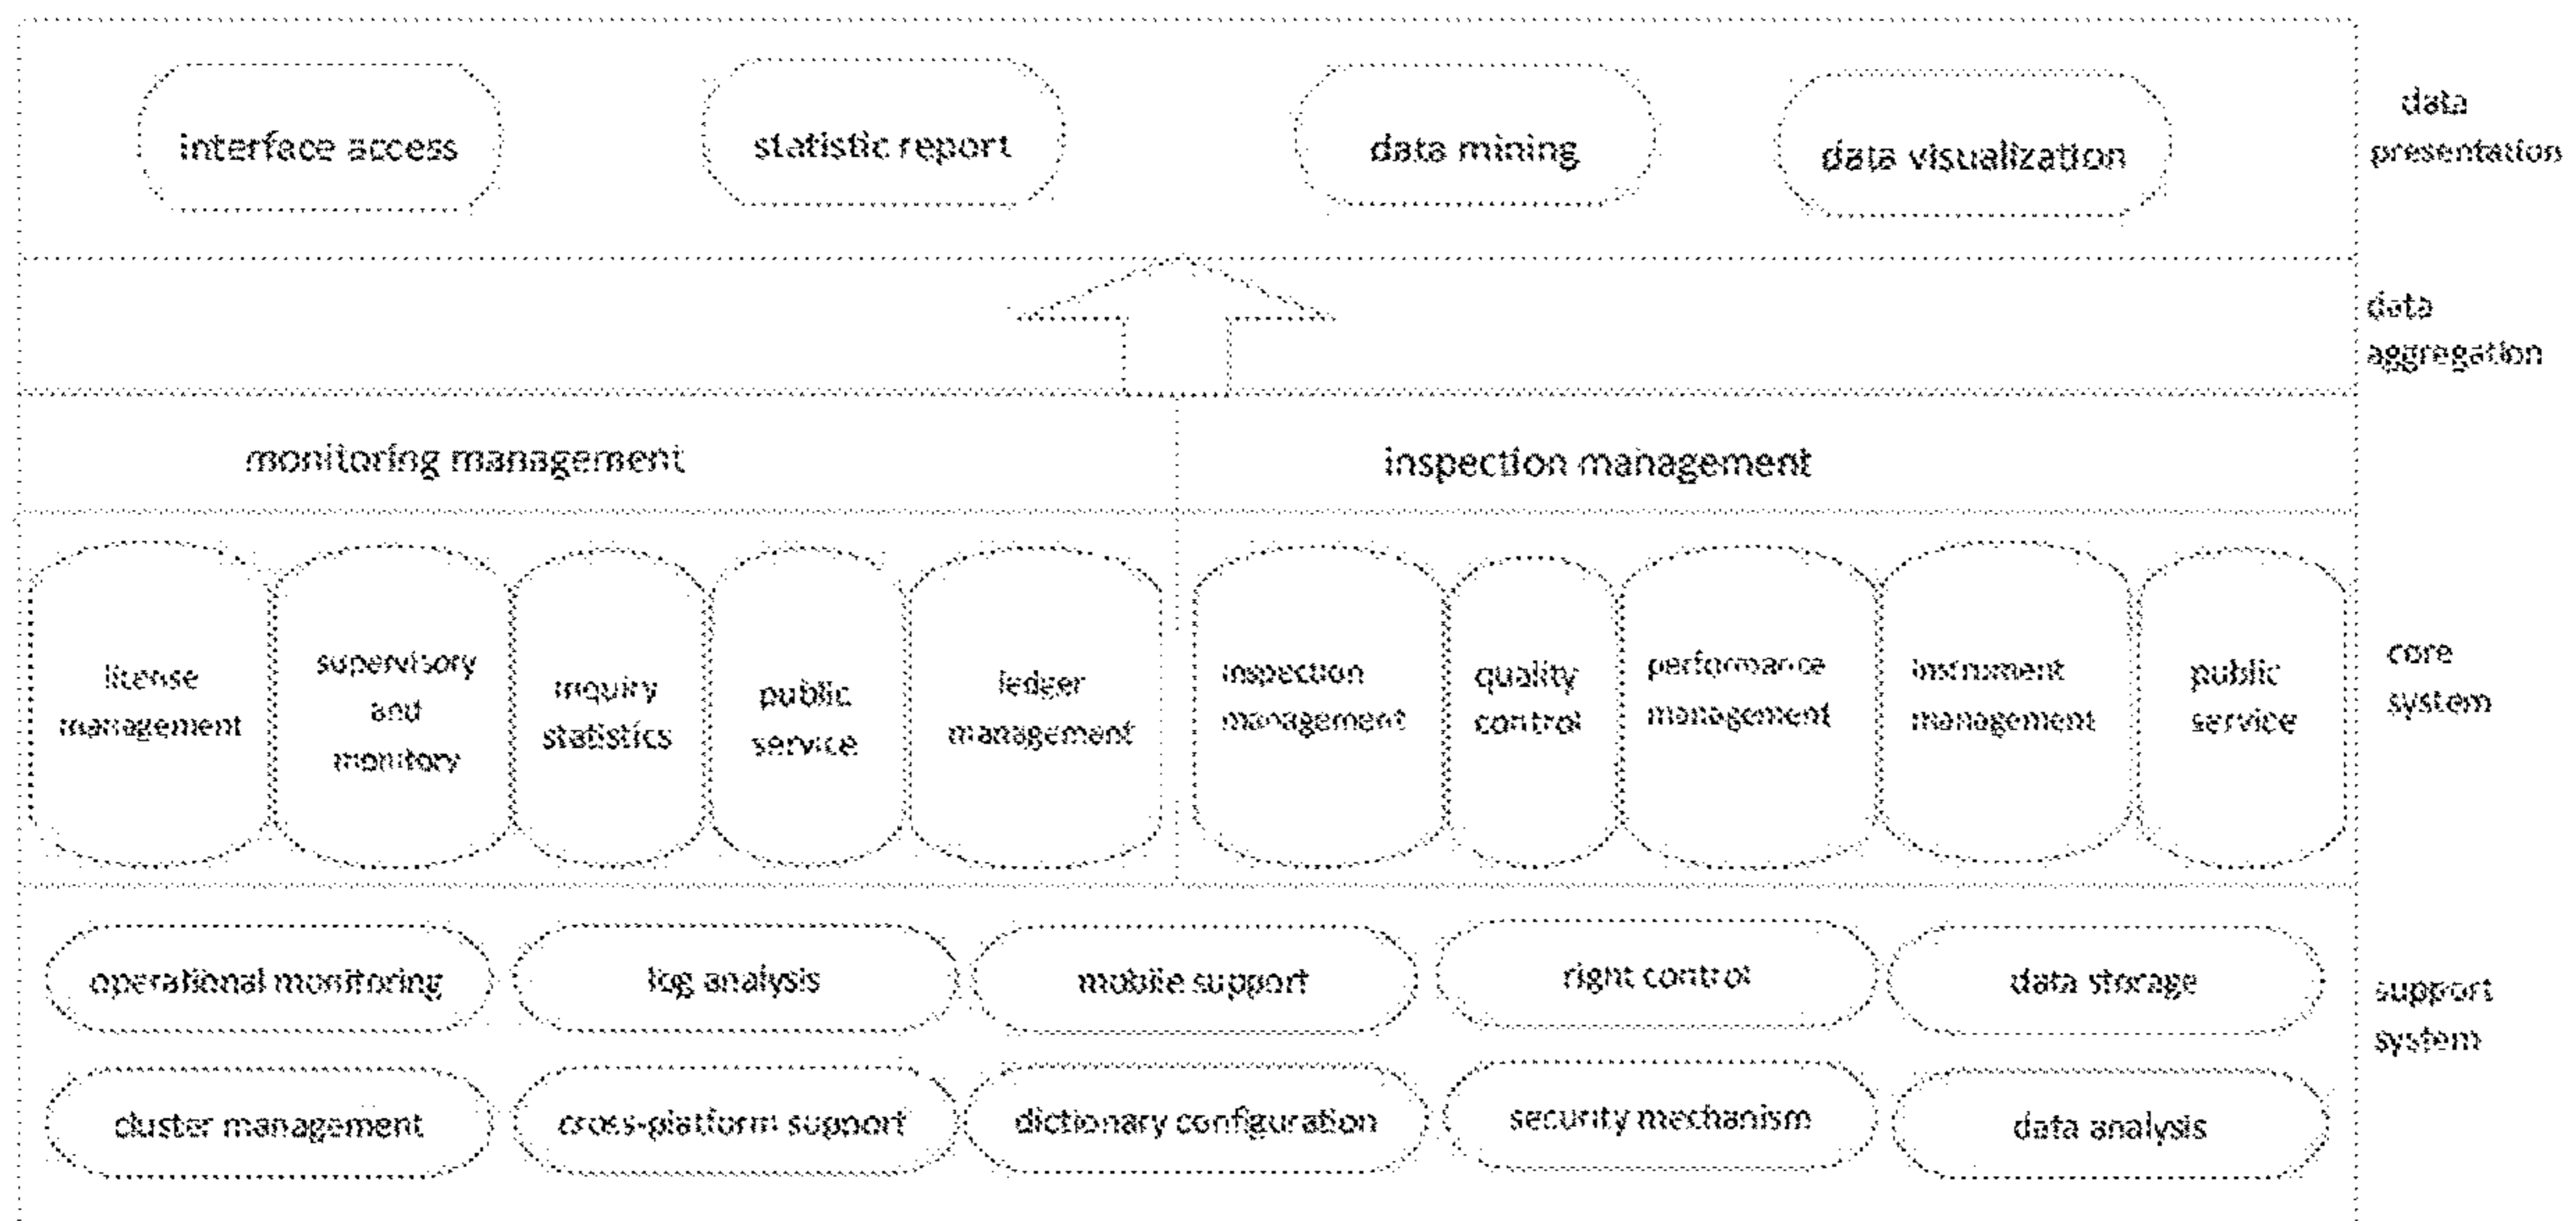 interface access
statistic report
data mining
data visualization
data
presentation
data
aggregation
monitoring management
inspection management
license
management
supervisory
and
monitory
inquiry
statistics
public
service
ledger
management
inspection
management
quality
control
performance
management
instrument
management
public
service
core
system
operational monitoring
log analysis
mobile support
right control
data storage
support
system
cluster management
cross-platform support
dictionary configuration
security mechanism
data analysis